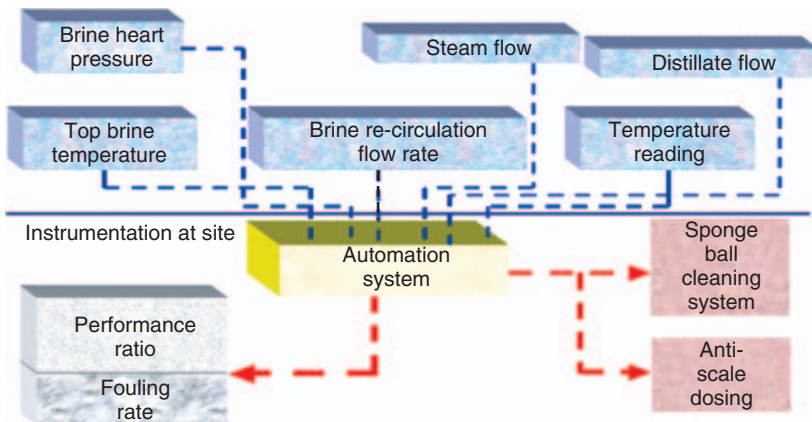 Brine heart
pressure
Steam flow
Distillate flow
Top brine
temperature
Brine re-circulation
flow rate
Temperature
reading
Instrumentation at site
Automation
system
Sponge
ball
cleaning
system
Performance
ratio
Fouling
rate
Anti-
scale
dosing